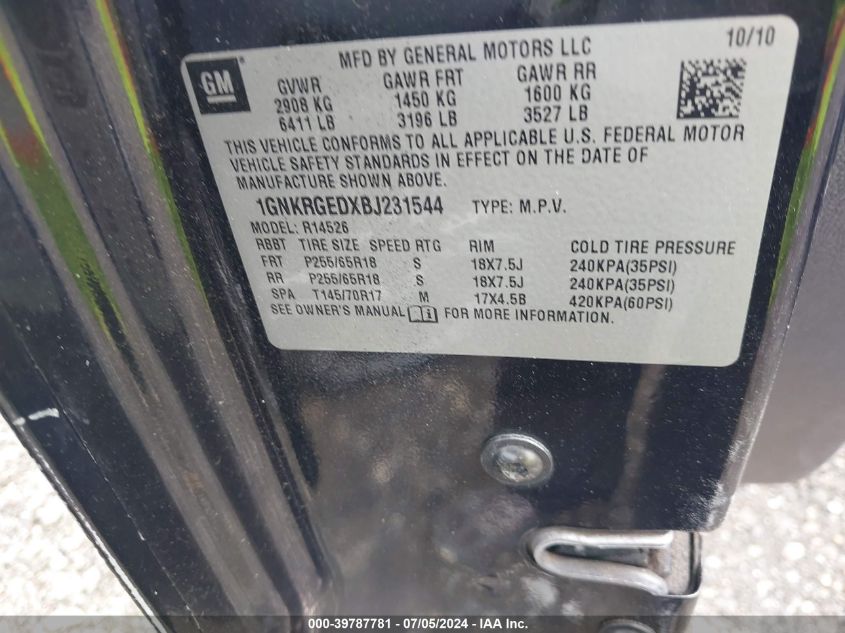 GM
MFD BY GENERAL MOTORS LLC 10/10
GVWR GAWR FRT GAWR RR
2908 KG 1450 KG 1600 KG
6411 LB 3196 LB 3527 LB
THIS VEHICLE CONFORMS TO ALL APPLICABLE U.S. FEDERAL MOTOR
VEHICLE SAFETY STANDARDS IN EFFECT ON THE DATE OF
MANUFACTURE SHOWN ABOVE.
1GNKRGEDXBJ231544 TYPE: M.P.V.
MODEL: R14526
RBBT TIRE SIZE SPEED RTG RIM COLD TIRE PRESSURE
FRT P255/65R18 S 18X7.5J 240KPA(35PSI)
RR P255/65R18 S 18X7.5J 240KPA(35PSI)
SPA T145/70R17 M 17X4.5B 420KPA(60PSI)
SEE OWNER'S MANUAL FOR MORE INFORMATION.
000-39787781 - 07/05/2024 - IAA Inc.